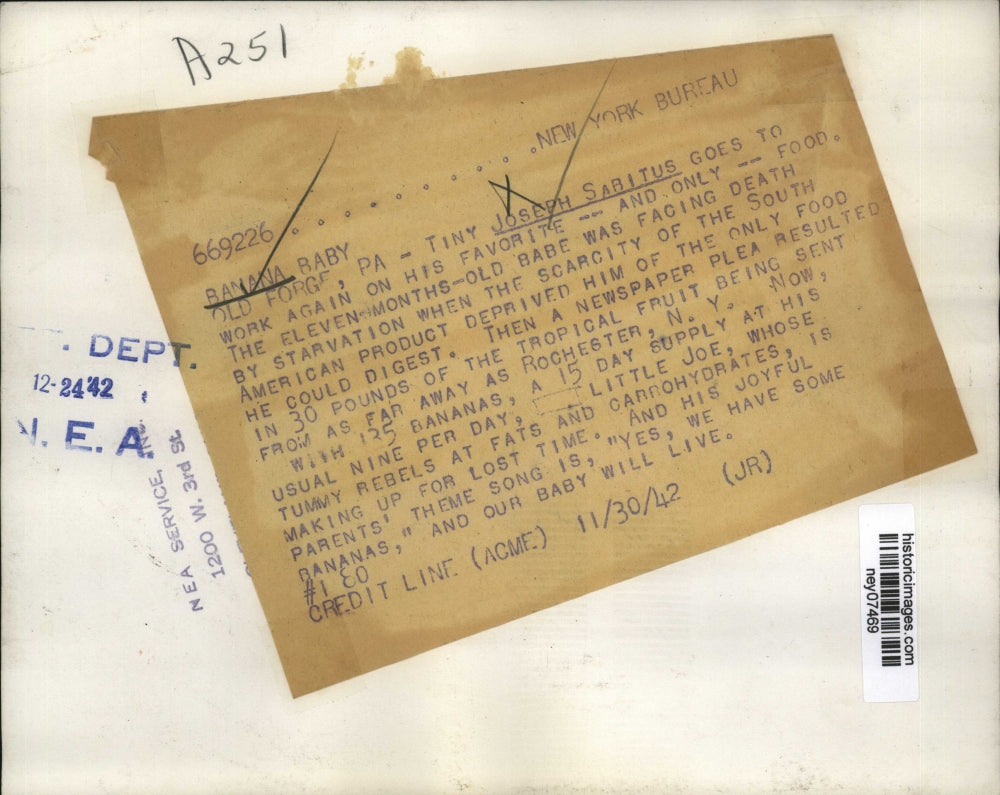 A251
669226 . . . . . . . . . NEW YORK BUREAU
BANANA BABY
OLD FORGE, PA - TINY JOSEPH SABITUS GOES TO
WORK AGAIN ON HIS FAVORITE -- AND ONLY -- FOOD.
THE ELEVEN-MONTHS-OLD BABE WAS FACING DEATH
BY STARVATION WHEN THE SCARCITY OF THE SOUTH
AMERICAN PRODUCT DEPRIVED HIM OF THE ONLY FOOD
HE COULD DIGEST. THEN A NEWSPAPER PLEA RESULTED
IN 30 POUNDS OF THE TROPICAL FRUIT BEING SENT
FROM AS FAR AWAY AS ROCHESTER, N. Y. NOW,
WITH 135 BANANAS, A 15 DAY SUPPLY AT HIS
USUAL NINE PER DAY, LITTLE JOE, WHOSE
TUMMY REBELS AT FATS AND CARBOHYDRATES, IS
MAKING UP FOR LOST TIME. AND HIS JOYFUL
PARENTS' THEME SONG IS, "YES, WE HAVE SOME
BANANAS," AND OUR BABY WILL LIVE.
#1 80
CREDIT LINE (ACME) 11/30/42 (JR)
DEPT.
12-24 42
N. E. A.
NEA SERVICE,
1200 W. 3rd St.
historicimages.com
ney07469